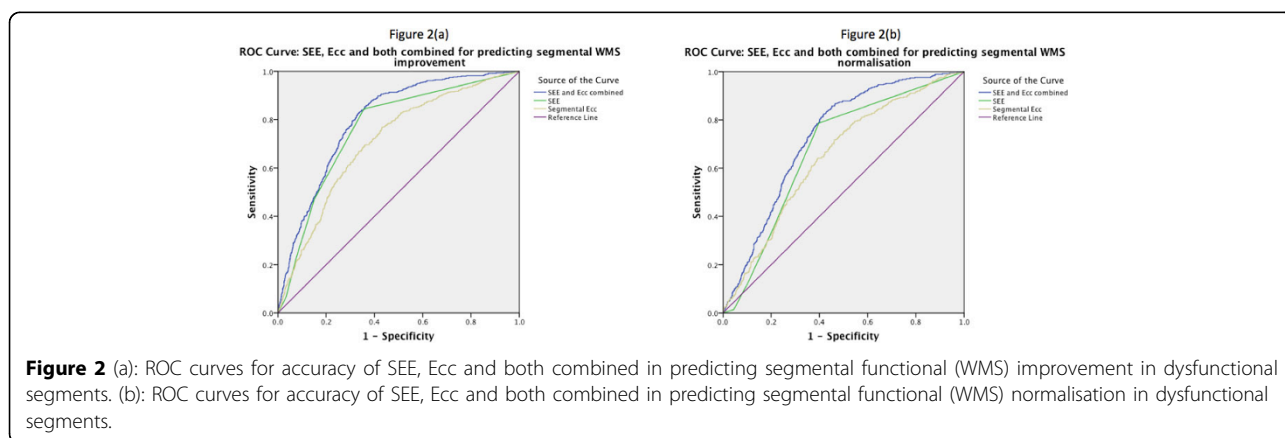 Figure 2(a)
ROC Curve: SEE, Ecc and both combined for predicting segmental WMS
improvement
Source of the Curve
SEE and Ecc combined
SEE
Segmental Ecc
Reference Line
1.0
0.8
0.6
0.4
0.2
0.0
Sensitivity
0.0 0.2 0.4 0.6 0.8 1.0
1 - Specificity
Figure 2(b)
ROC Curve: SEE, Ecc and both combined for predicting segmental WMS
normalisation
Source of the Curve
SEE and Ecc combined
SEE
Segmental Ecc
Reference Line
1.0
0.8
0.6
0.4
0.2
0.0
Sensitivity
0.0 0.2 0.4 0.6 0.8 1.0
1 - Specificity
Figure 2 (a): ROC curves for accuracy of SEE, Ecc and both combined in predicting segmental functional (WMS) improvement in dysfunctional
segments. (b): ROC curves for accuracy of SEE, Ecc and both combined in predicting segmental functional (WMS) normalisation in dysfunctional
segments.